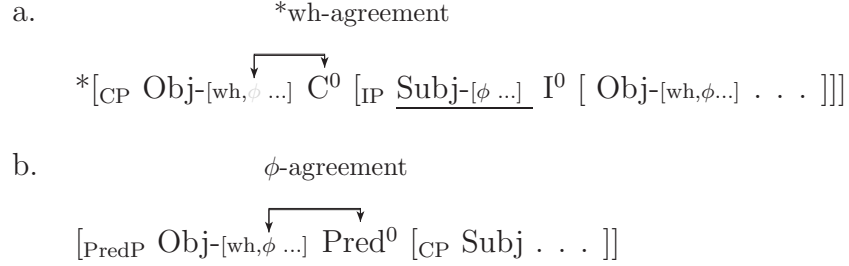 a.
*wh-agreement
*[CP Obj-[wh,ϕ ...] C0 [IP Subj-[ϕ ...] I0 [ Obj-[wh,ϕ...] . . . ]]]
b.
ϕ-agreement
[PredP Obj-[wh,ϕ ...] Pred0 [CP Subj . . . ]]